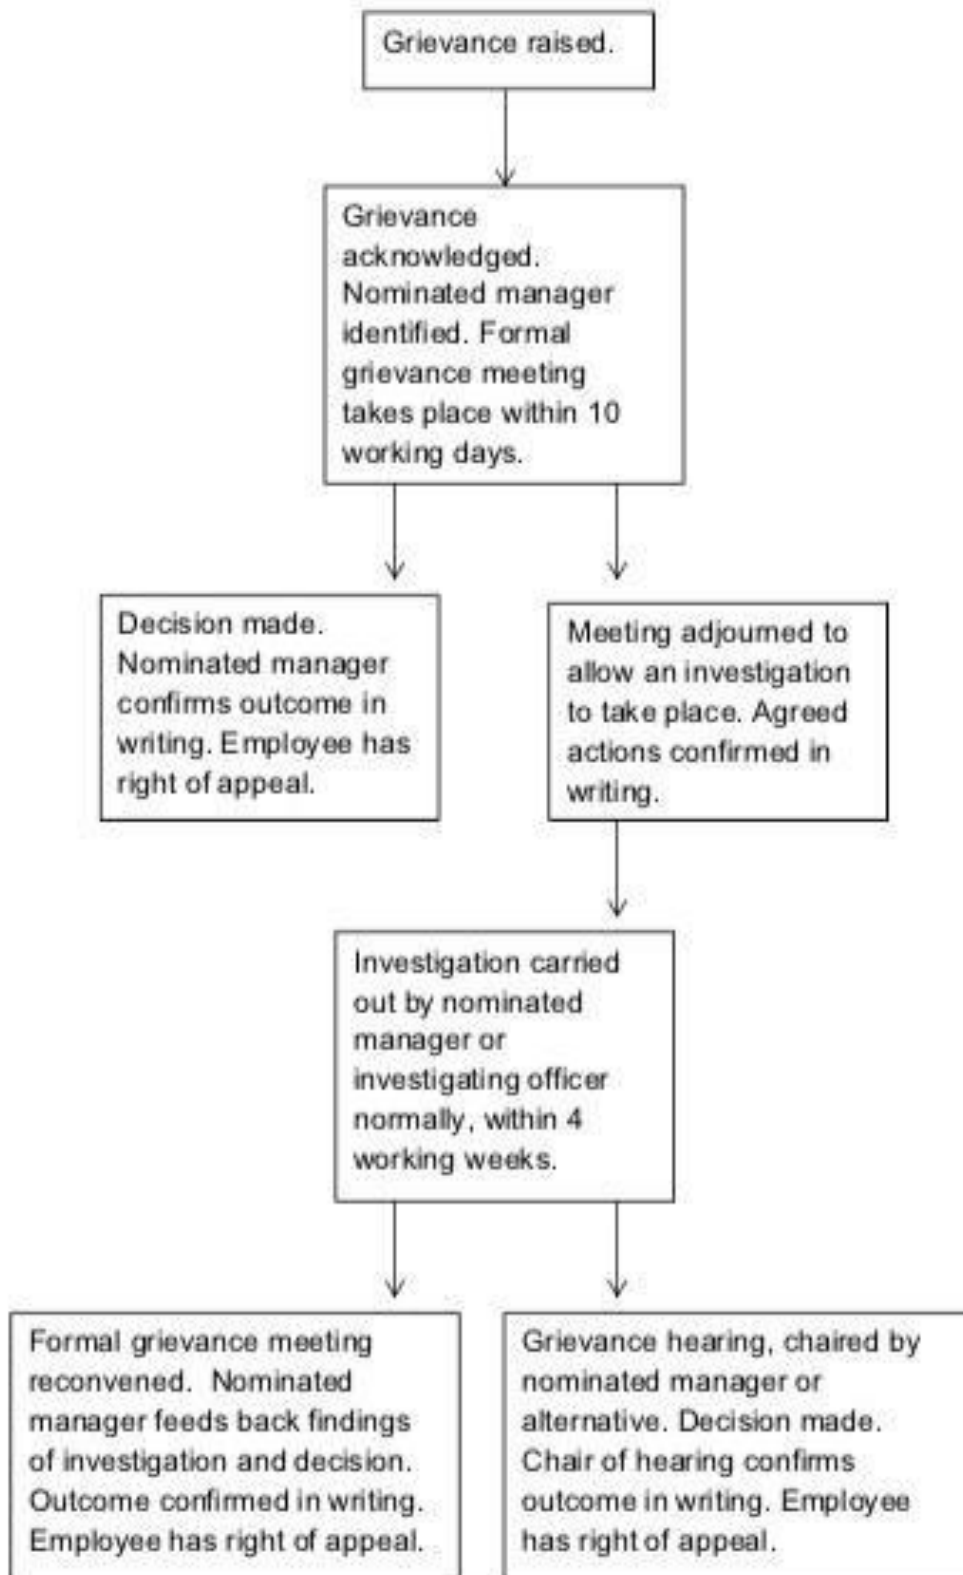 Grievance raised.
Grievance
acknowledged.
Nominated manager
identified. Formal
grievance meeting
takes place within 10
working days.
Decision made.
Nominated manager
confirms outcome in
writing. Employee has
right of appeal.
Meeting adjourned to
allow an investigation
to take place. Agreed
actions confirmed in
writing.
Investigation carried
out by nominated
manager or
investigating officer
normally, within 4
working weeks.
Formal grievance meeting
reconvened.  Nominated
manager feeds back findings
of investigation and decision.
Outcome confirmed in writing.
Employee has right of appeal.
Grievance hearing, chaired by
nominated manager or
alternative. Decision made.
Chair of hearing confirms
outcome in writing. Employee
has right of appeal.